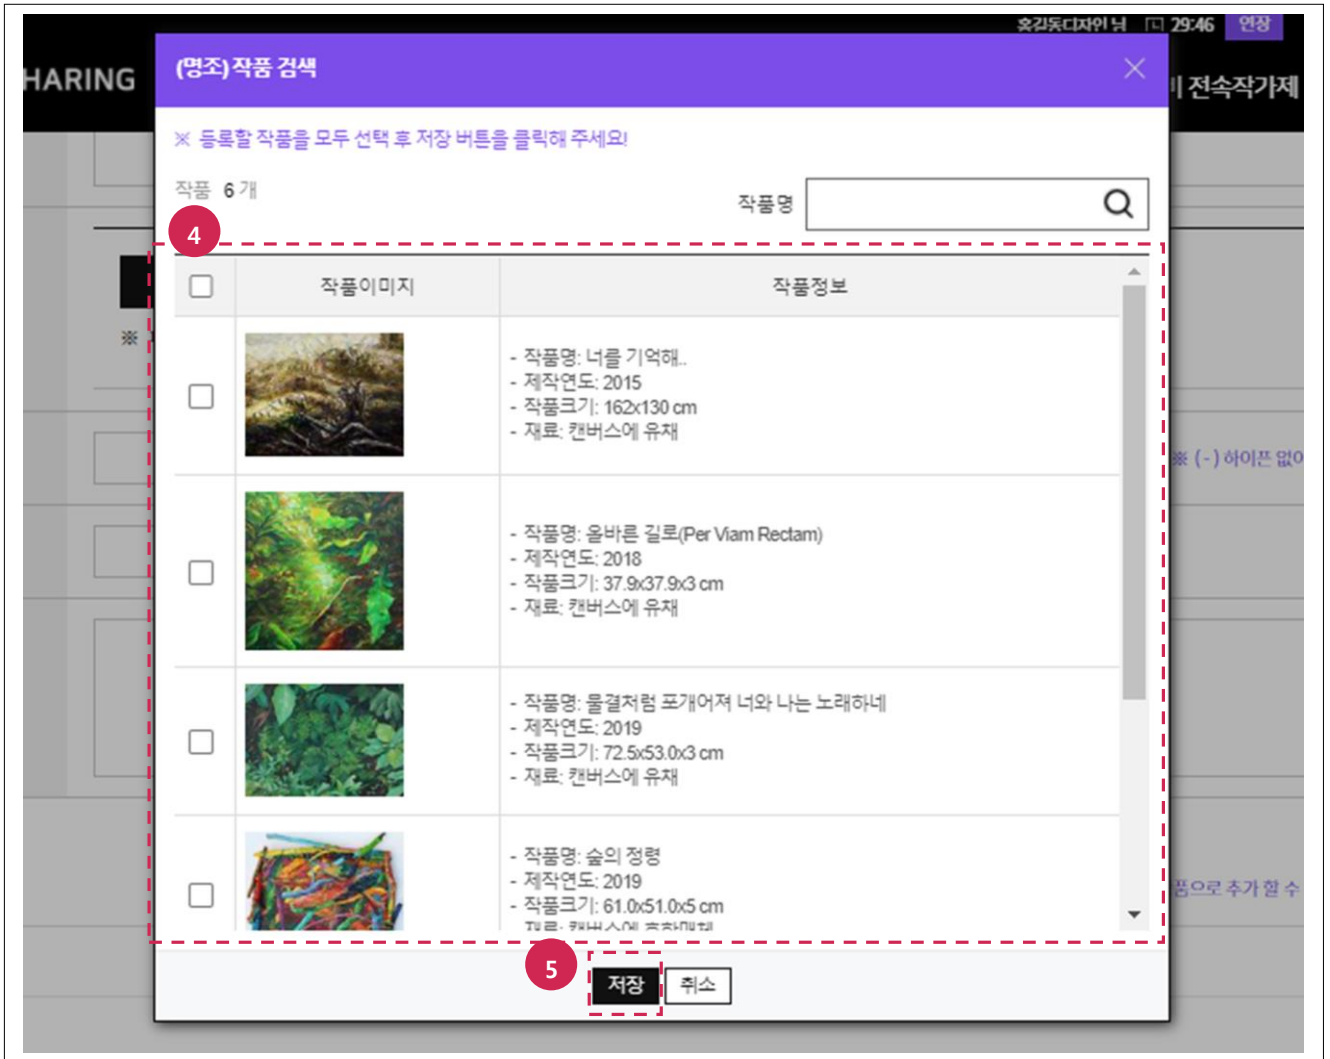 홍길동디자인 님 29:46 연장
HARING
전속작가제
(명조) 작품 검색
※ 등록할 작품을 모두 선택 후 저장 버튼을 클릭해 주세요!
작품 6 개
작품명
4
작품이미지 작품정보
- 작품명: 너를 기억해..
- 제작연도: 2015
- 작품크기: 162x130 cm
- 재료: 캔버스에 유채
- 작품명: 올바른 길로(Per Viam Rectam)
- 제작연도: 2018
- 작품크기: 37.9x37.9x3 cm
- 재료: 캔버스에 유채
- 작품명: 물결처럼 포개어져 너와 나는 노래하네
- 제작연도: 2019
- 작품크기: 72.5x53.0x3 cm
- 재료: 캔버스에 유채
- 작품명: 숲의 정령
- 제작연도: 2019
- 작품크기: 61.0x51.0x5 cm
- 재료: 캔버스에 혼합매체
※
※ (-) 하이픈 없이
품으로 추가 할 수
5
저장 취소